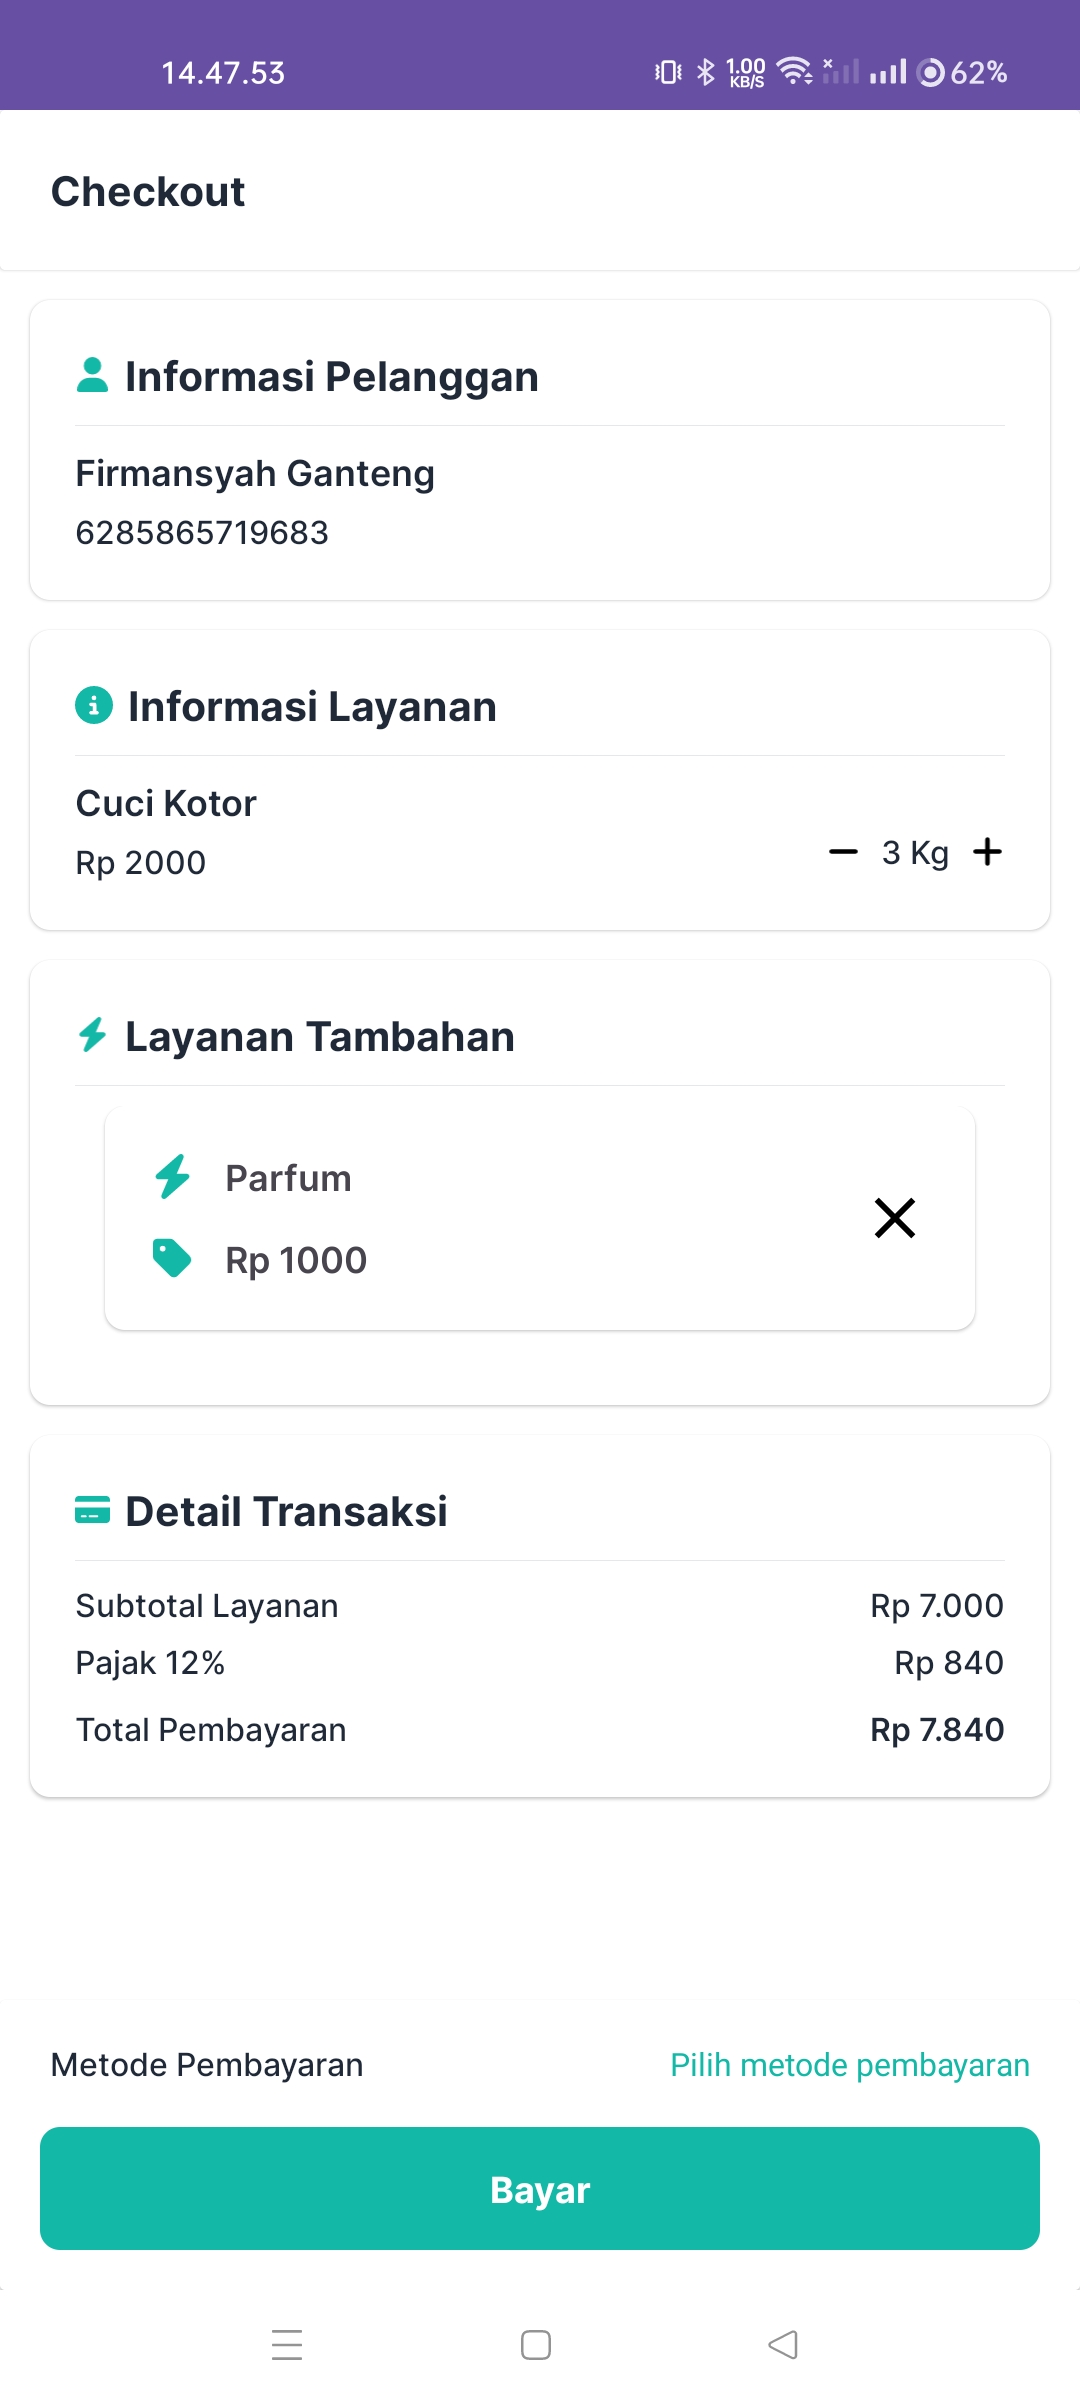 14.47.53
1.00 KB/S
62%
Checkout
Informasi Pelanggan
Firmansyah Ganteng
6285865719683
Informasi Layanan
Cuci Kotor
Rp 2000
3 Kg
Layanan Tambahan
Parfum
Rp 1000
Detail Transaksi
Subtotal Layanan Rp 7.000
Pajak 12% Rp 840
Total Pembayaran Rp 7.840
Metode Pembayaran Pilih metode pembayaran
Bayar